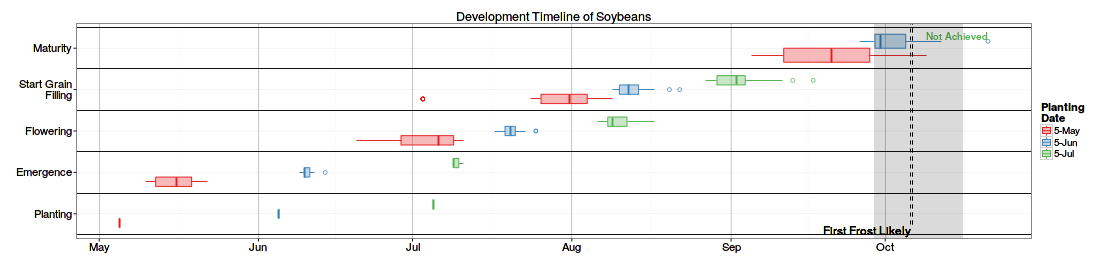 Development Timeline of Soybeans
Maturity
Not Achieved
Start Grain
Filling
Flowering
Emergence
Planting
First Frost Likely
May Jun Jul Aug Sep Oct
Planting
Date
5-May
5-Jun
5-Jul